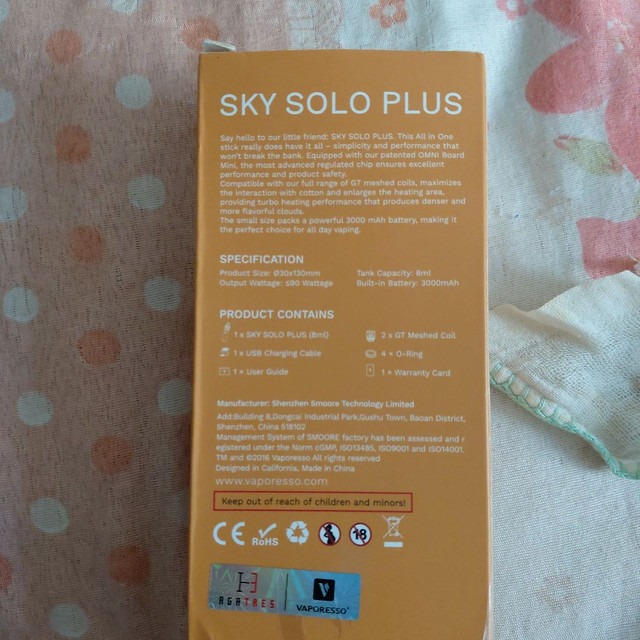 SKY SOLO PLUS
Say hello to our little friend: SKY SOLO PLUS. This All in One
stick really does have it all – simplicity and performance that
won't break the bank. Equipped with our patented OMNI Board
Mini, the most advanced regulated chip ensures excellent
performance and product safety.
Compatible with our full range of GT meshed coils, maximizes
the interaction with cotton and enlarges the heating area,
providing turbo heating performance that produces denser and
more flavorful clouds.
The small size packs a powerful 3000 mAh battery, making it
the perfect choice for all day vaping.
SPECIFICATION
Product Size: Ø30x130mm Tank Capacity: 8ml
Output Wattage: ≤90 Wattage Built-in Battery: 3000mAh
PRODUCT CONTAINS
1 x SKY SOLO PLUS (8ml) 2 x GT Meshed Coil
1 x USB Charging Cable 4 x O-Ring
1 x User Guide 1 x Warranty Card
Manufacturer: Shenzhen Smoore Technology Limited
Add:Building 8,Dongcai Industrial Park,Gushu Town, Baoan District,
Shenzhen, China 518102
Management System of SMOORE factory has been assessed and r
egistered under the Norm cGMP, ISO13485, ISO9001 and ISO14001.
TM and ©2016 Vaporesso All rights reserved
Designed in California, Made in China
www.vaporesso.com
Keep out of reach of children and minors!
CE RoHS 18
AGATRES VAPORESSO